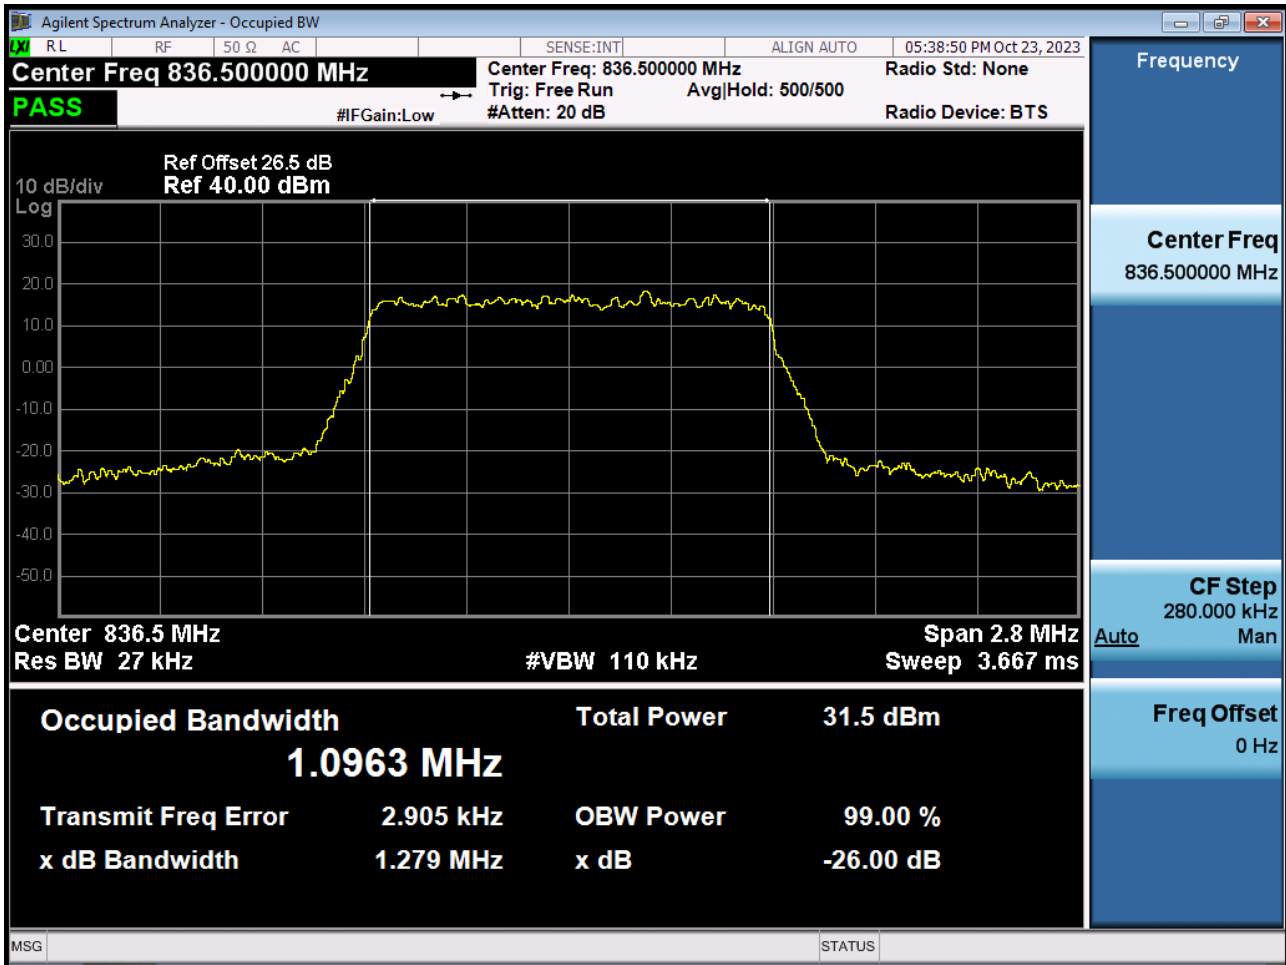 Agilent Spectrum Analyzer - Occupied BW
LXI RL RF 50 Ω AC SENSE:INT ALIGN AUTO 05:38:50 PM Oct 23, 2023
Center Freq 836.500000 MHz
Center Freq: 836.500000 MHz
Radio Std: None
Trig: Free Run Avg|Hold: 500/500
PASS
#IFGain:Low
#Atten: 20 dB
Radio Device: BTS
Ref Offset 26.5 dB
10 dB/div Ref 40.00 dBm
Log
30.0
20.0
10.0
0.00
-10.0
-20.0
-30.0
-40.0
-50.0
Center 836.5 MHz Span 2.8 MHz
Res BW 27 kHz #VBW 110 kHz Sweep 3.667 ms
Occupied Bandwidth Total Power 31.5 dBm
1.0963 MHz
Transmit Freq Error 2.905 kHz OBW Power 99.00 %
x dB Bandwidth 1.279 MHz x dB -26.00 dB
Frequency
Center Freq
836.500000 MHz
CF Step
280.000 kHz
Auto Man
Freq Offset
0 Hz
MSG STATUS